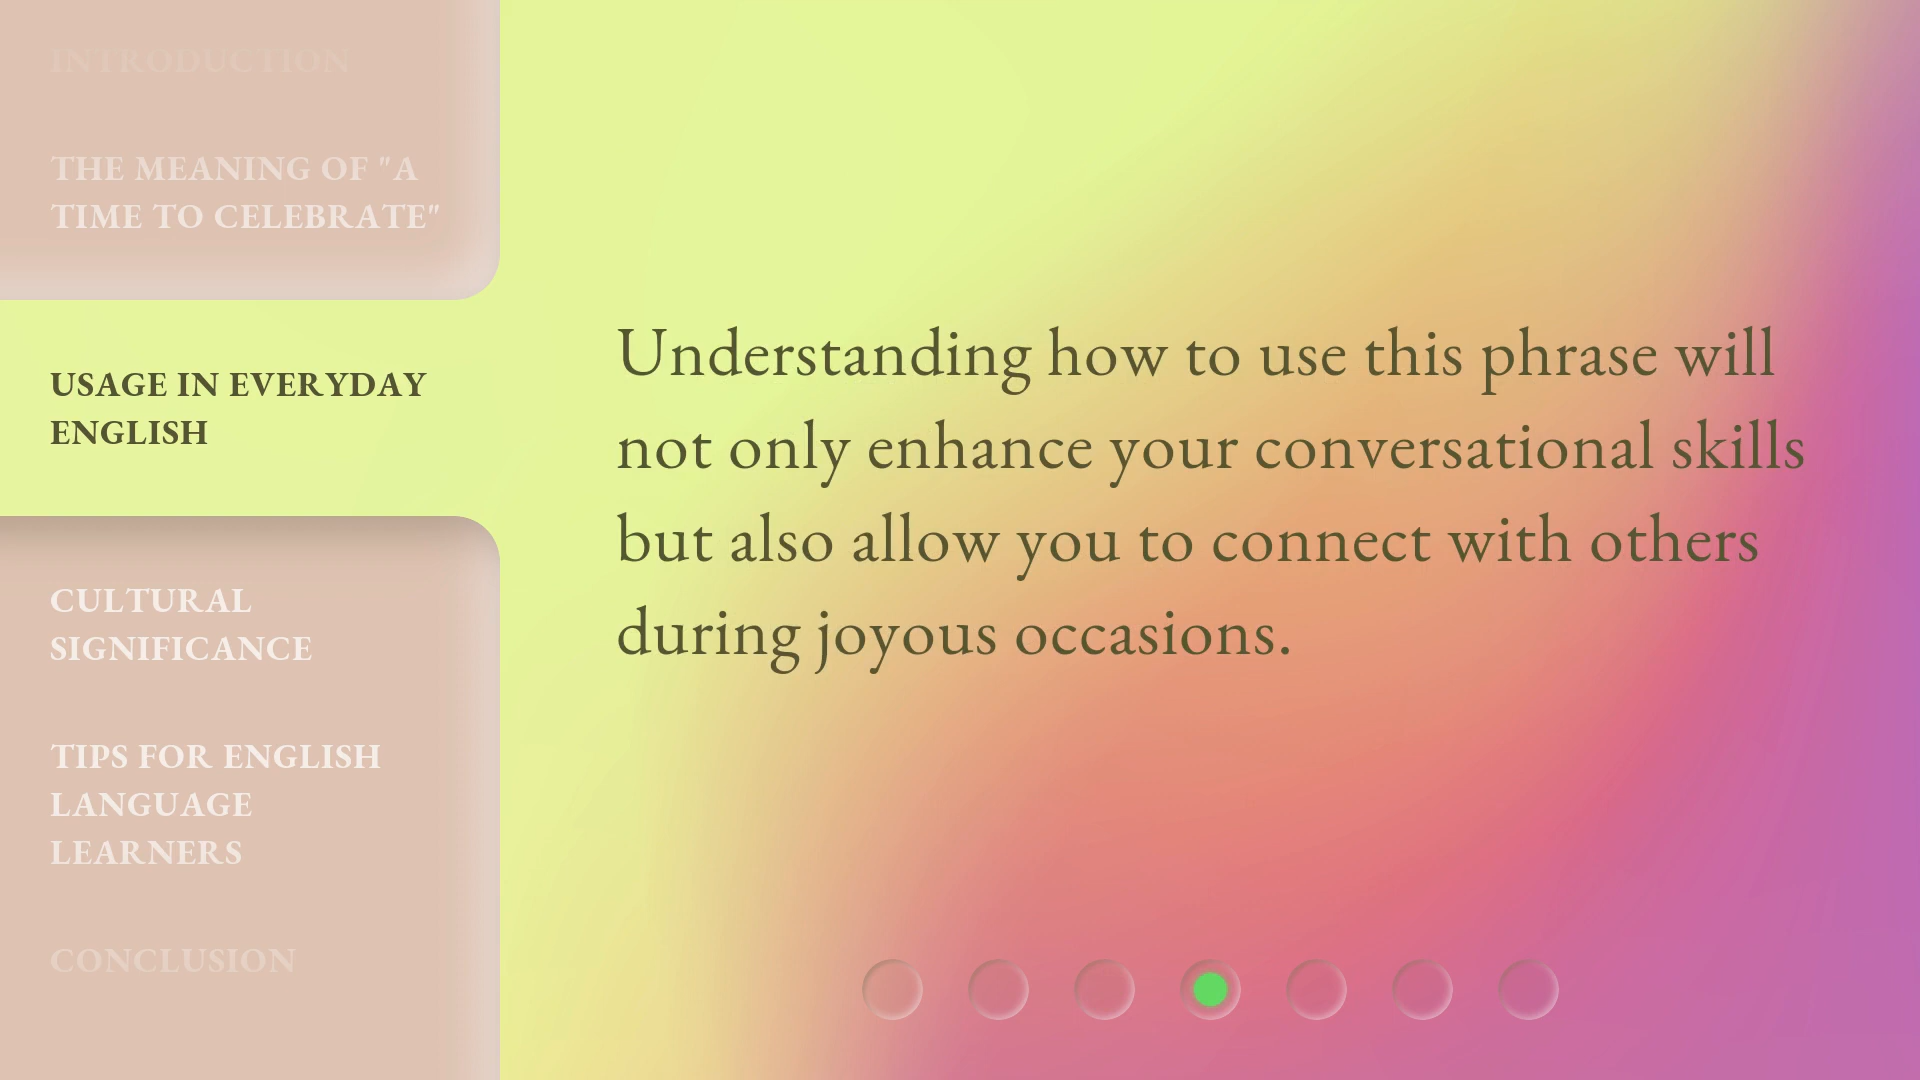 INTRODUCTION
THE MEANING OF "A
TIME TO CELEBRATE"
USAGE IN EVERYDAY
ENGLISH
CULTURAL
SIGNIFICANCE
TIPS FOR ENGLISH
LANGUAGE
LEARNERS
CONCLUSION
Understanding how to use this phrase will
not only enhance your conversational skills
but also allow you to connect with others
during joyous occasions.